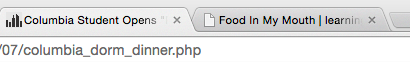 Columbia Student Opens "
Food In My Mouth | learnin
/07/columbia_dorm_dinner.php